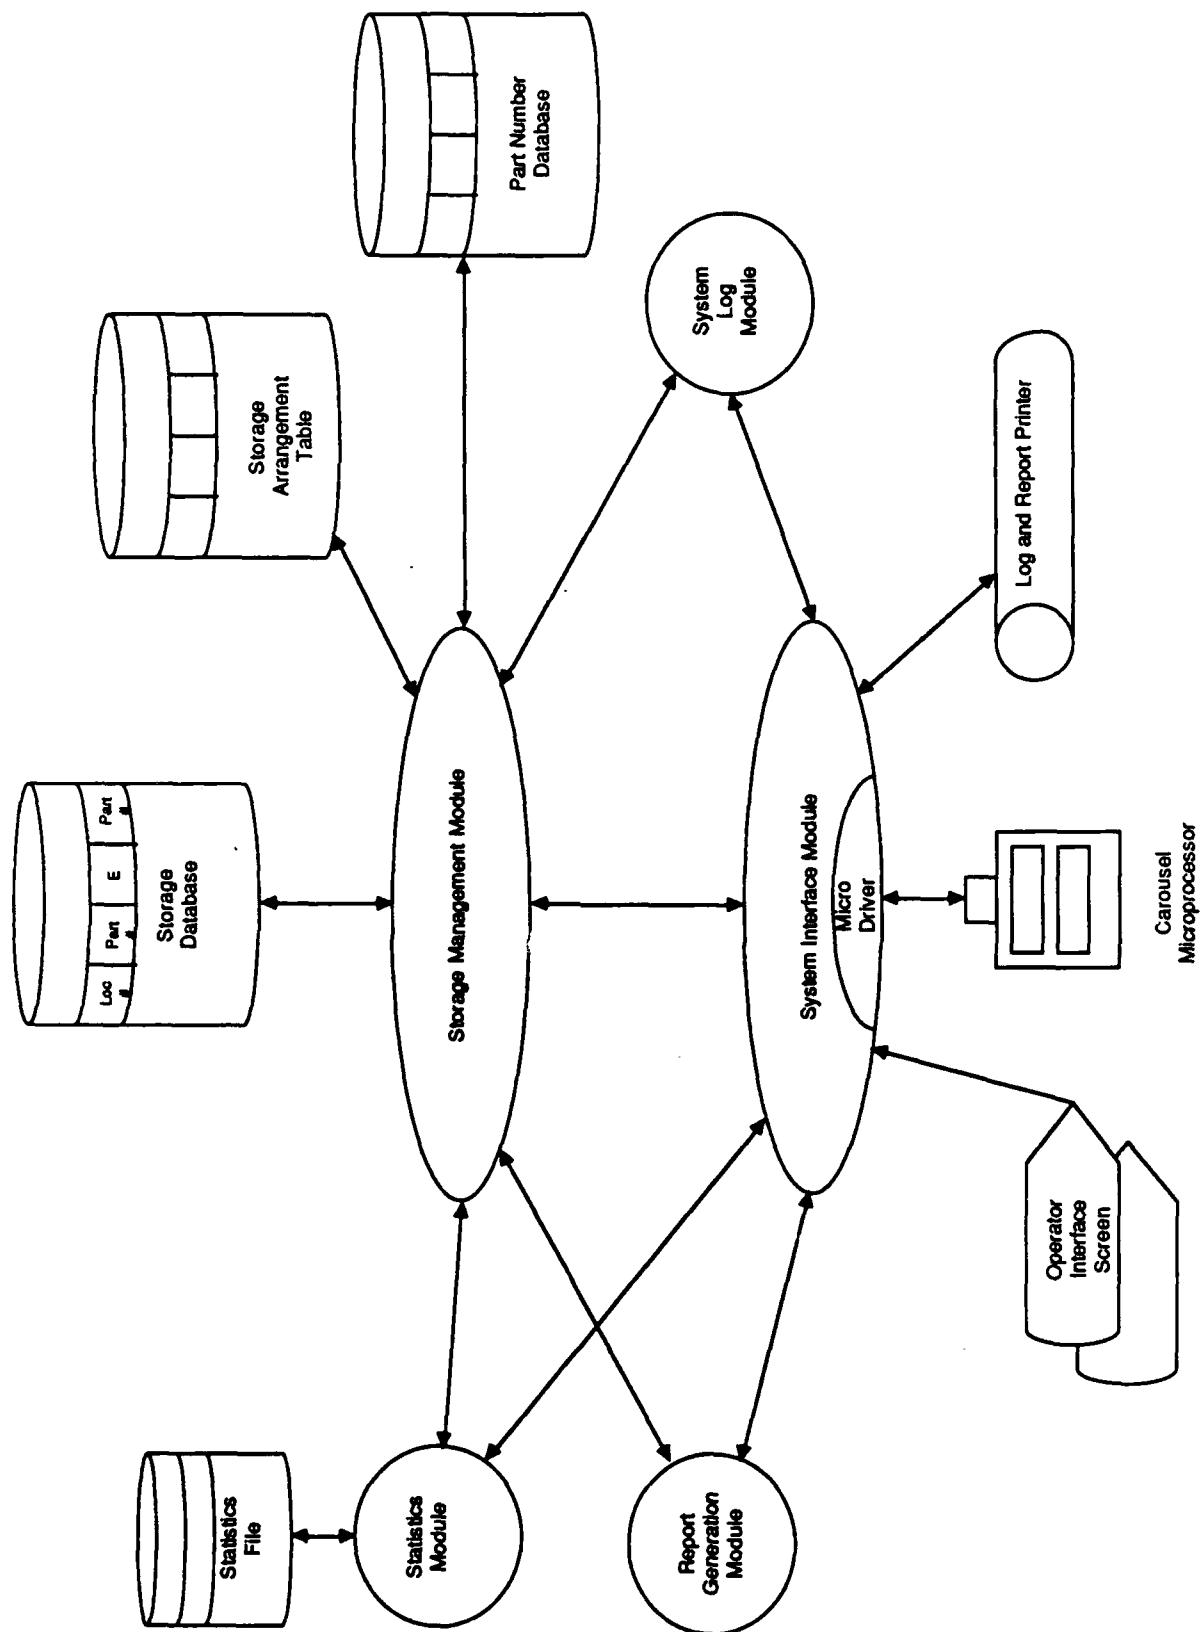 Loc
#
Part
#
E
Part
#
Storage
Database
Storage
Arrangement
Table
Part Number
Database
Statistics
File
Statistics
Module
Storage Management Module
System
Log
Module
Report
Generation
Module
System Interface Module
Micro
Driver
Operator
Interface
Screen
Carousel
Microprocessor
Log and Report Printer